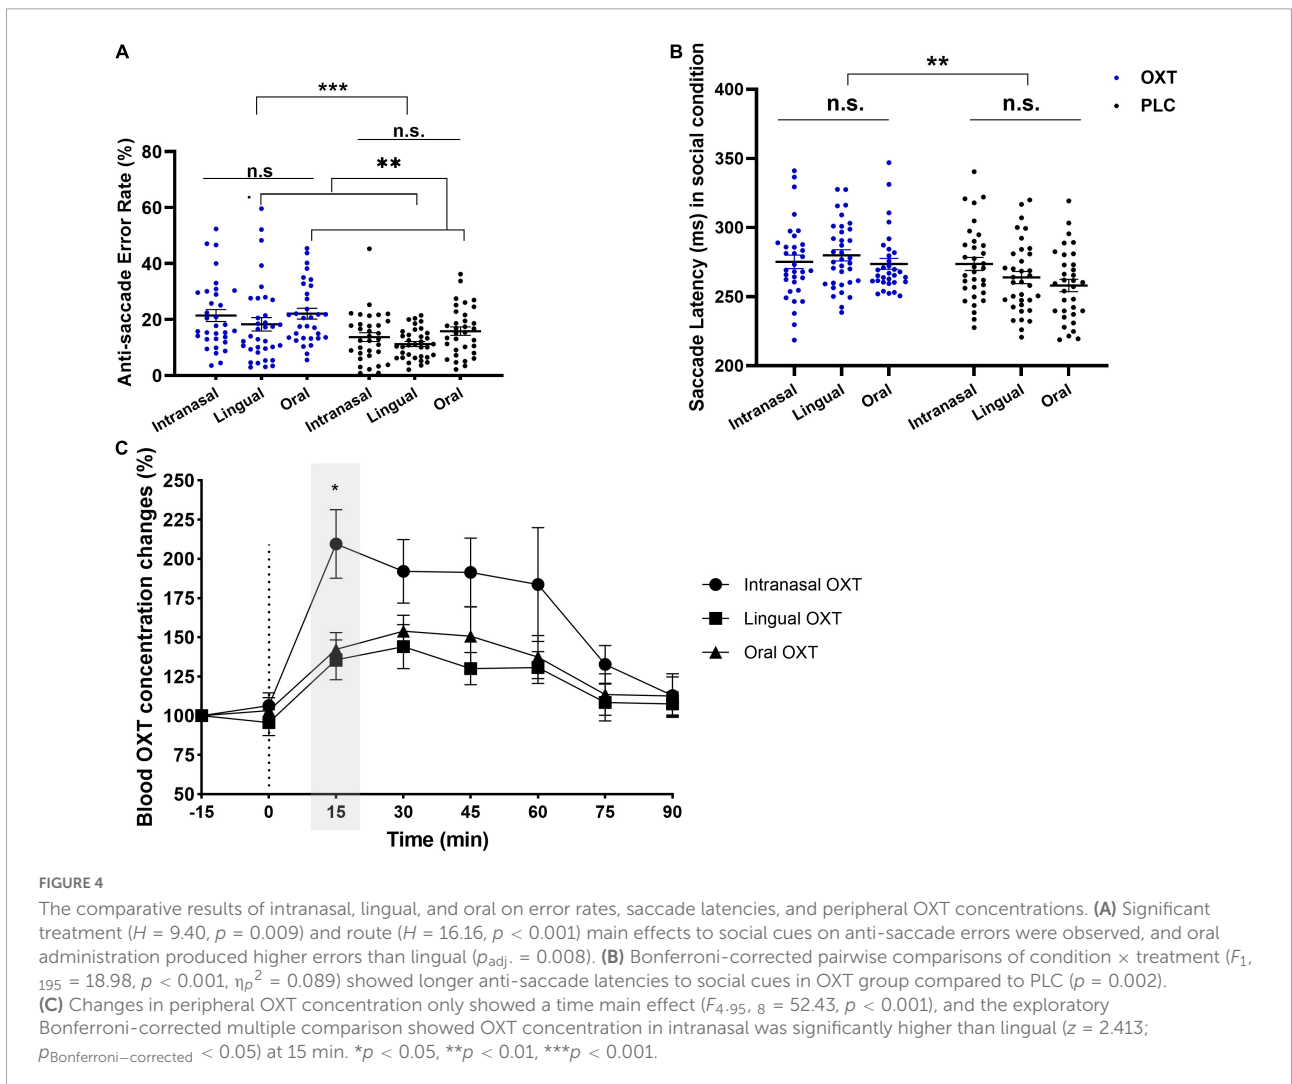 A
***
n.s.
n.s
**
Anti-saccade Error Rate (%)
80
60
40
20
0
Intranasal
Lingual
Oral
Intranasal
Lingual
Oral
B
**
n.s.
n.s.
OXT
PLC
Saccade Latency (ms) in social condition
400
350
300
250
200
Intranasal
Lingual
Oral
Intranasal
Lingual
Oral
C
*
Blood OXT concentration changes (%)
250
225
200
175
150
125
100
75
50
-15 0 15 30 45 60 75 90
Time (min)
Intranasal OXT
Lingual OXT
Oral OXT
FIGURE 4
The comparative results of intranasal, lingual, and oral on error rates, saccade latencies, and peripheral OXT concentrations. (A) Significant
treatment (H = 9.40, p = 0.009) and route (H = 16.16, p < 0.001) main effects to social cues on anti-saccade errors were observed, and oral
administration produced higher errors than lingual (padj. = 0.008). (B) Bonferroni-corrected pairwise comparisons of condition × treatment (F1,
195 = 18.98, p < 0.001, ηp2 = 0.089) showed longer anti-saccade latencies to social cues in OXT group compared to PLC (p = 0.002).
(C) Changes in peripheral OXT concentration only showed a time main effect (F4.95, 8 = 52.43, p < 0.001), and the exploratory
Bonferroni-corrected multiple comparison showed OXT concentration in intranasal was significantly higher than lingual (z = 2.413;
pBonferroni−corrected < 0.05) at 15 min. *p < 0.05, **p < 0.01, ***p < 0.001.